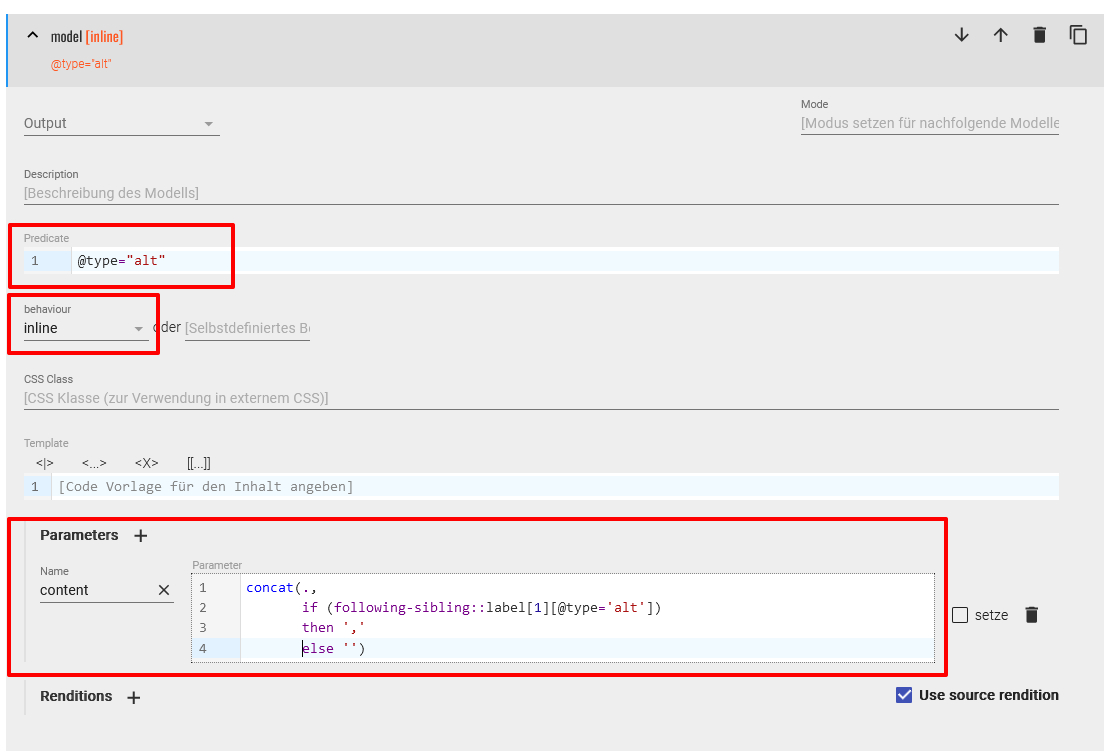 model [inline]
@type="alt"
Output
Mode
[Modus setzen für nachfolgende Modelle
Description
[Beschreibung des Modells]
Predicate
1 @type="alt"
behaviour
inline oder [Selbstdefiniertes Be
CSS Class
[CSS Klasse (zur Verwendung in externem CSS)]
Template
<|> <...> <X> [[...]]
1 [Code Vorlage für den Inhalt angeben]
Parameters +
Name
content
Parameter
1 concat(.,
2 if (following-sibling::label[1][@type='alt'])
3 then ','
4 else '')
setze
Renditions +
Use source rendition